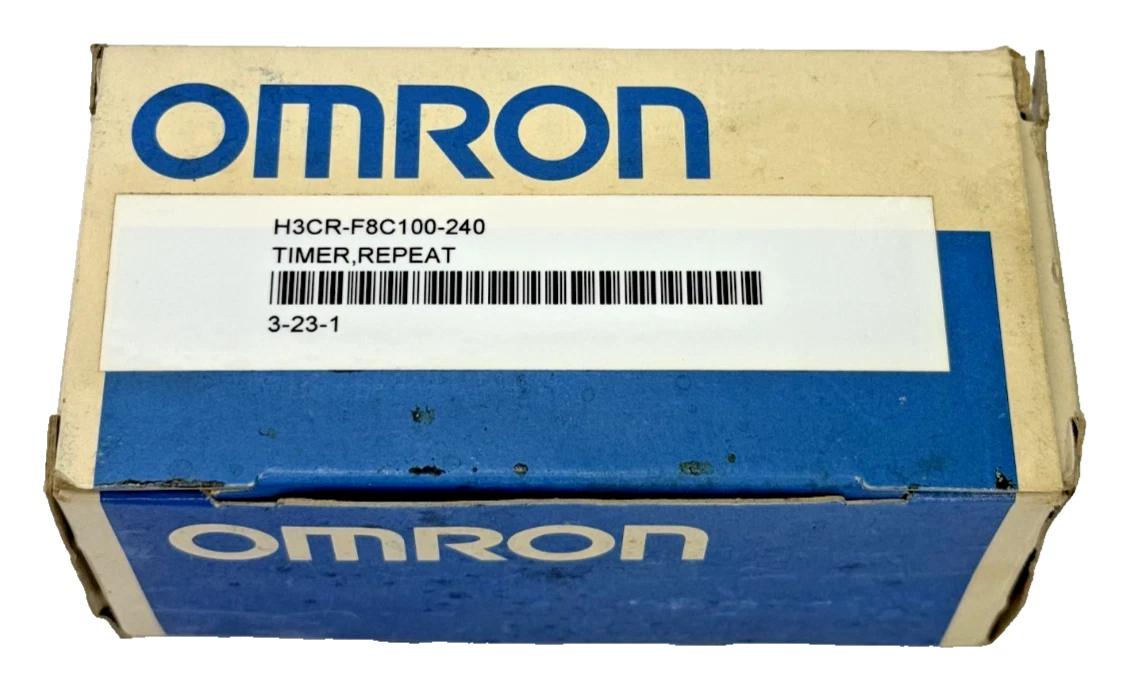 OMRON
H3CR-F8C100-240
TIMER,REPEAT
3-23-1
OMRON